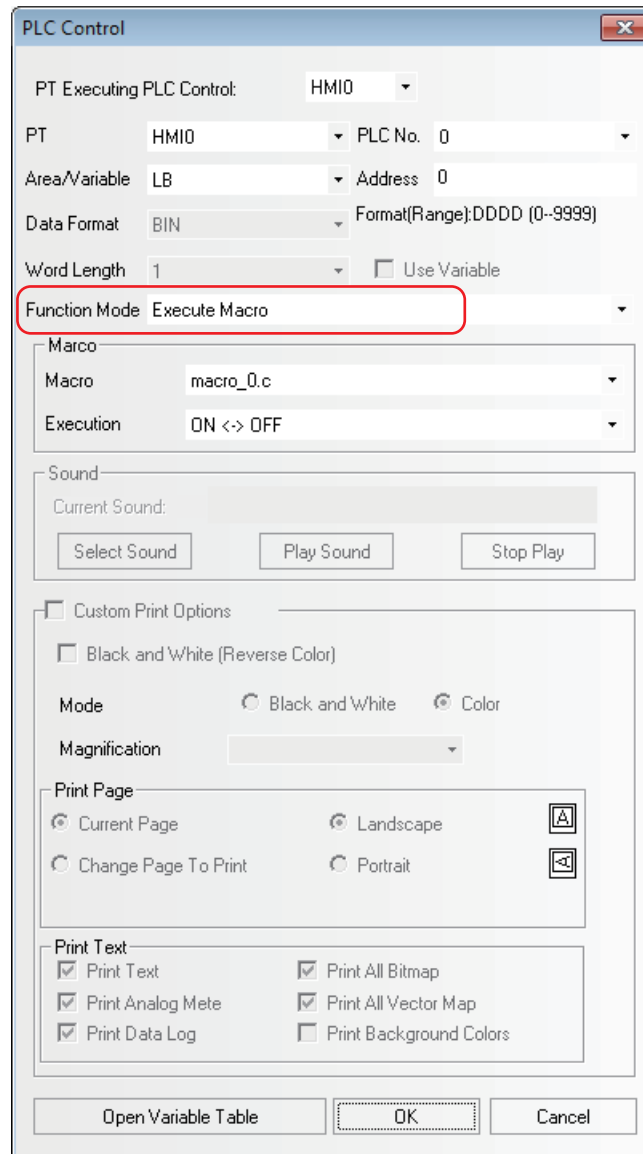 PLC Control
PT Executing PLC Control: HMI0
PT HMI0 PLC No. 0
Area/Variable LB Address 0
Data Format BIN Format(Range):DDDD (0--9999)
Word Length 1 Use Variable
Function Mode Execute Macro
Marco
Macro macro_0.c
Execution ON <-> OFF
Sound
Current Sound:
Select Sound Play Sound Stop Play
Custom Print Options
Black and White (Reverse Color)
Mode Black and White Color
Magnification
Print Page
Current Page Landscape A
Change Page To Print Portrait A
Print Text
Print Text Print All Bitmap
Print Analog Mete Print All Vector Map
Print Data Log Print Background Colors
Open Variable Table OK Cancel